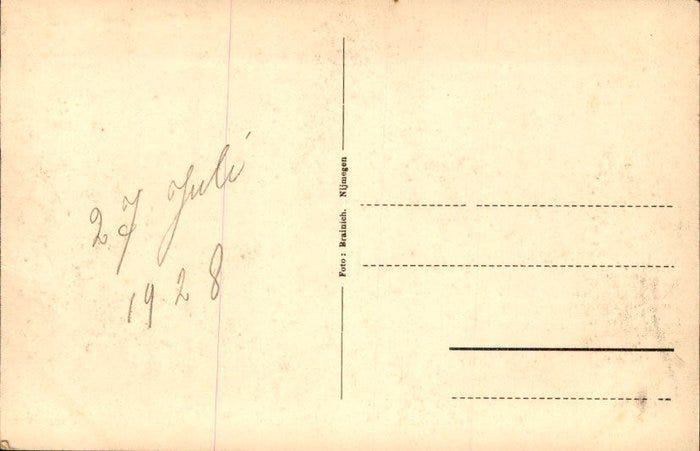 27 Juli
1928
Foto: Brainich. Nijmegen